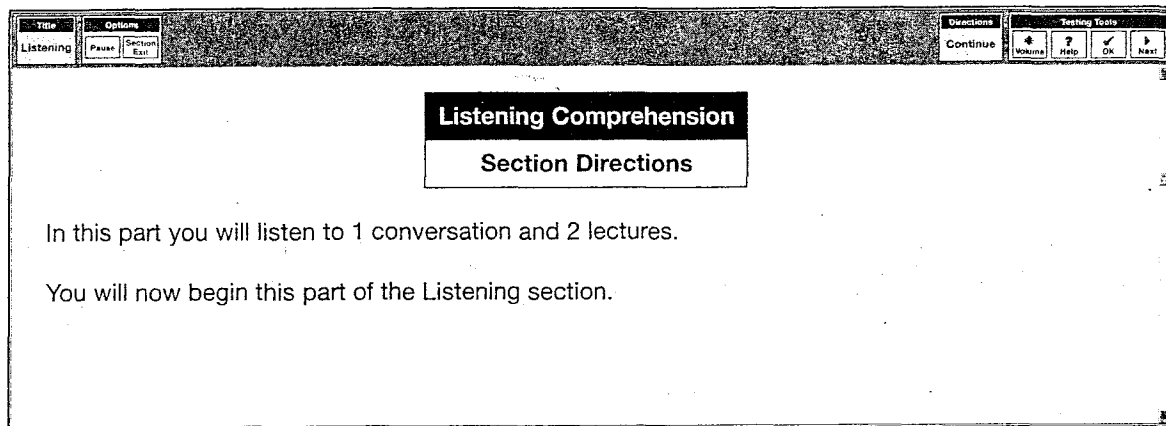 Title
Options
Directions
Testing Tools
Listening
Pause
Section
Exit
Continue
Volume
?
Help
OK
Next
Listening Comprehension
Section Directions
In this part you will listen to 1 conversation and 2 lectures.
You will now begin this part of the Listening section.